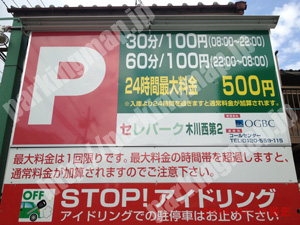 P
30分/100円(08:00~22:00)
60分/100円(22:00~08:00)
24時間最大料金 500円
※入庫より24時間を過ぎますと通常料金が加算されます。
セレパーク 木川西第2
OGBC
コールセンター
最大料金は1回限りです。最大料金の時間帯を超過しますと、
通常料金が加算されますのでご注意下さい。
OFF
STOP!アイドリング
アイドリングでの駐停車はお止め下さい!